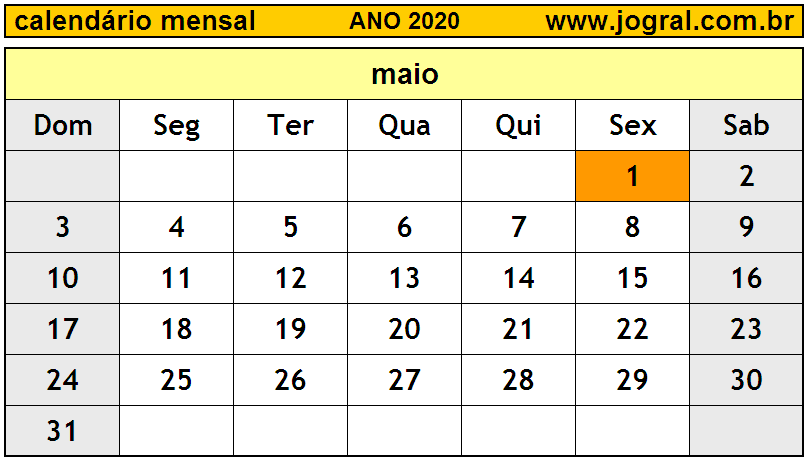 calendário mensal ANO 2020 www.jogral.com.br
maio
Dom Seg Ter Qua Qui Sex Sab
1 2
3 4 5 6 7 8 9
10 11 12 13 14 15 16
17 18 19 20 21 22 23
24 25 26 27 28 29 30
31